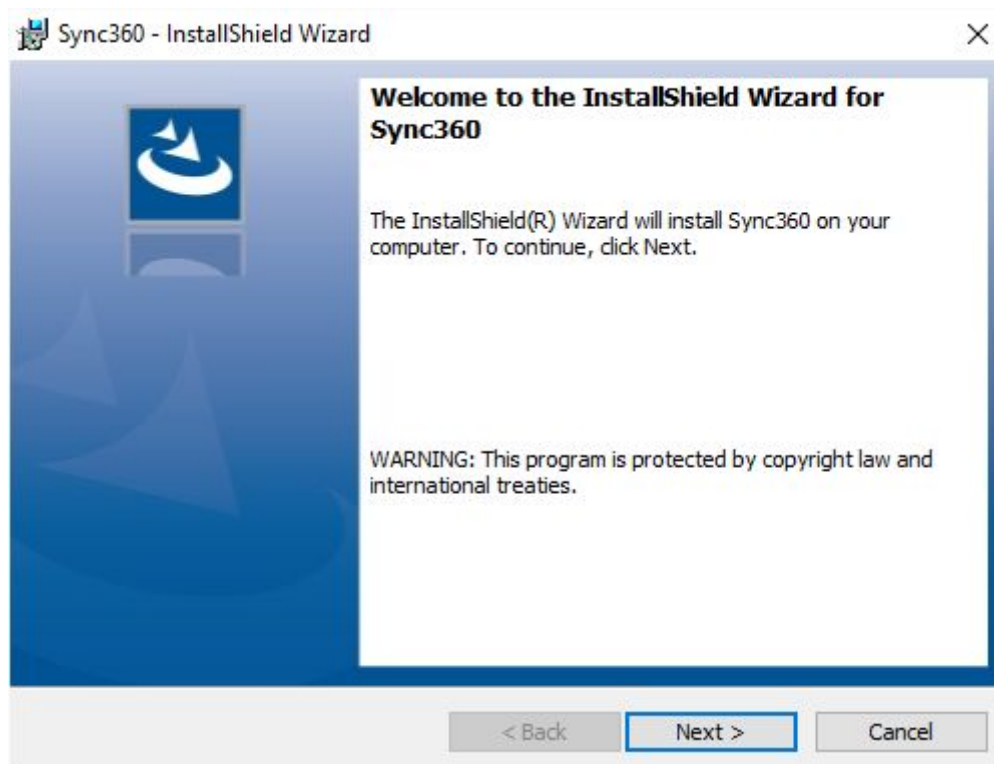 Sync360 - InstallShield Wizard
Welcome to the InstallShield Wizard for
Sync360
The InstallShield(R) Wizard will install Sync360 on your
computer. To continue, click Next.
WARNING: This program is protected by copyright law and
international treaties.
< Back Next > Cancel